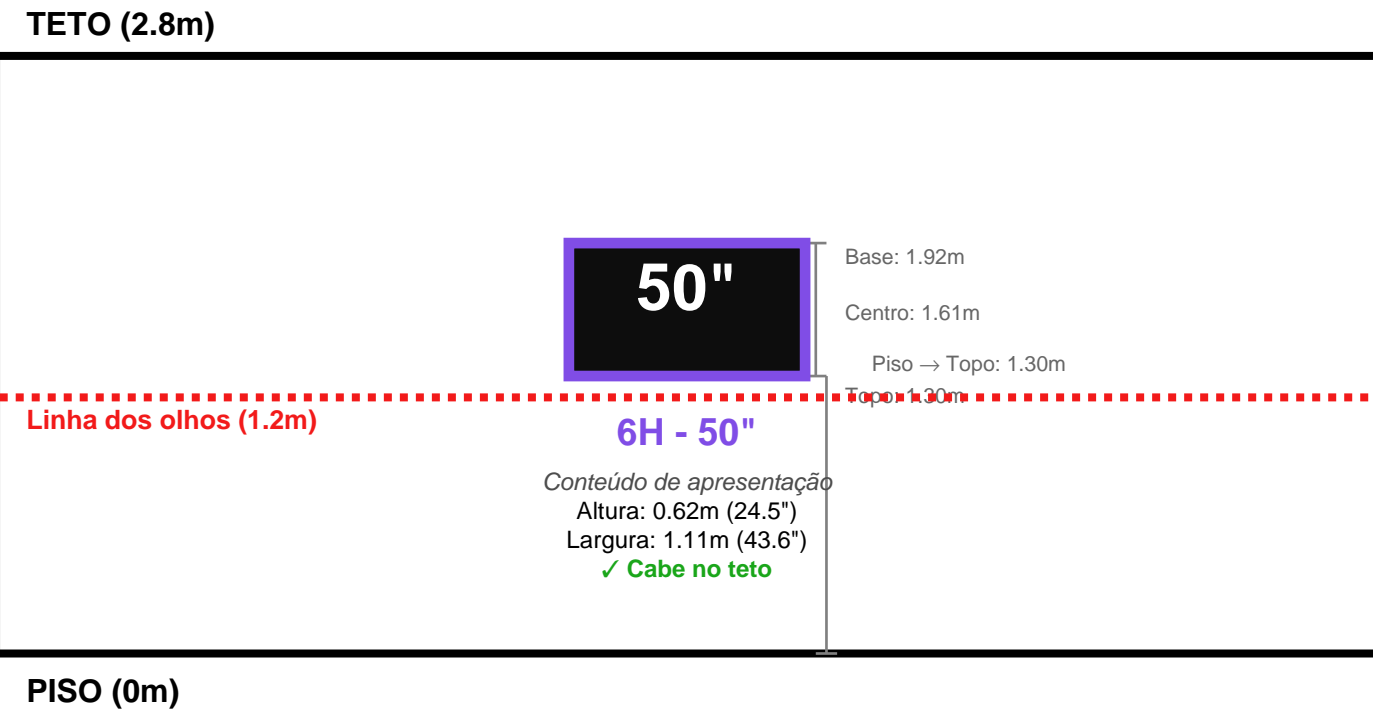 TETO (2.8m)
50"
Base: 1.92m
Centro: 1.61m
Piso → Topo: 1.30m
Topo: 1.30m
Linha dos olhos (1.2m)
6H - 50"
Conteúdo de apresentação
Altura: 0.62m (24.5")
Largura: 1.11m (43.6")
✓ Cabe no teto
PISO (0m)